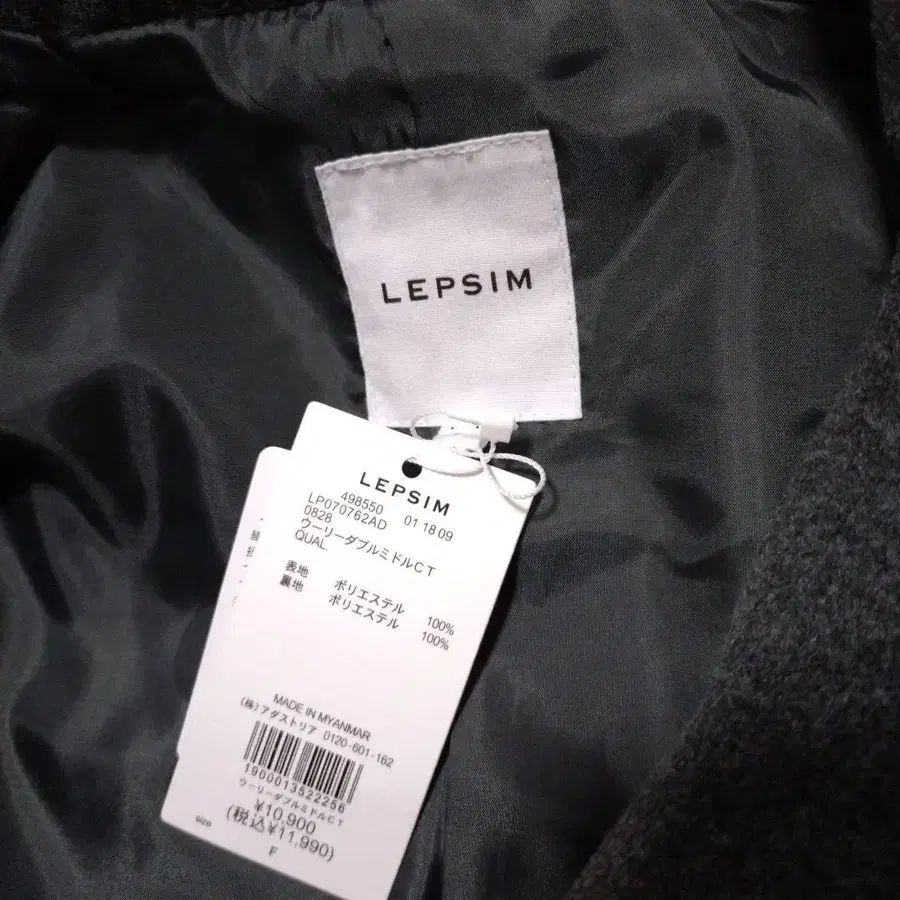 LEPSIM
LEPSIM
498550 01 18 09
LP070762AD
0828
ウーリーダブルミドルCT
QUAL.
表地 ポリエステル 100%
裏地 ポリエステル 100%
MADE IN MYANMAR
(株)アダストリア 0120-601-162
1900013522256
ウーリーダブルミドルCT
¥10,900
(税込¥11,990)
size F